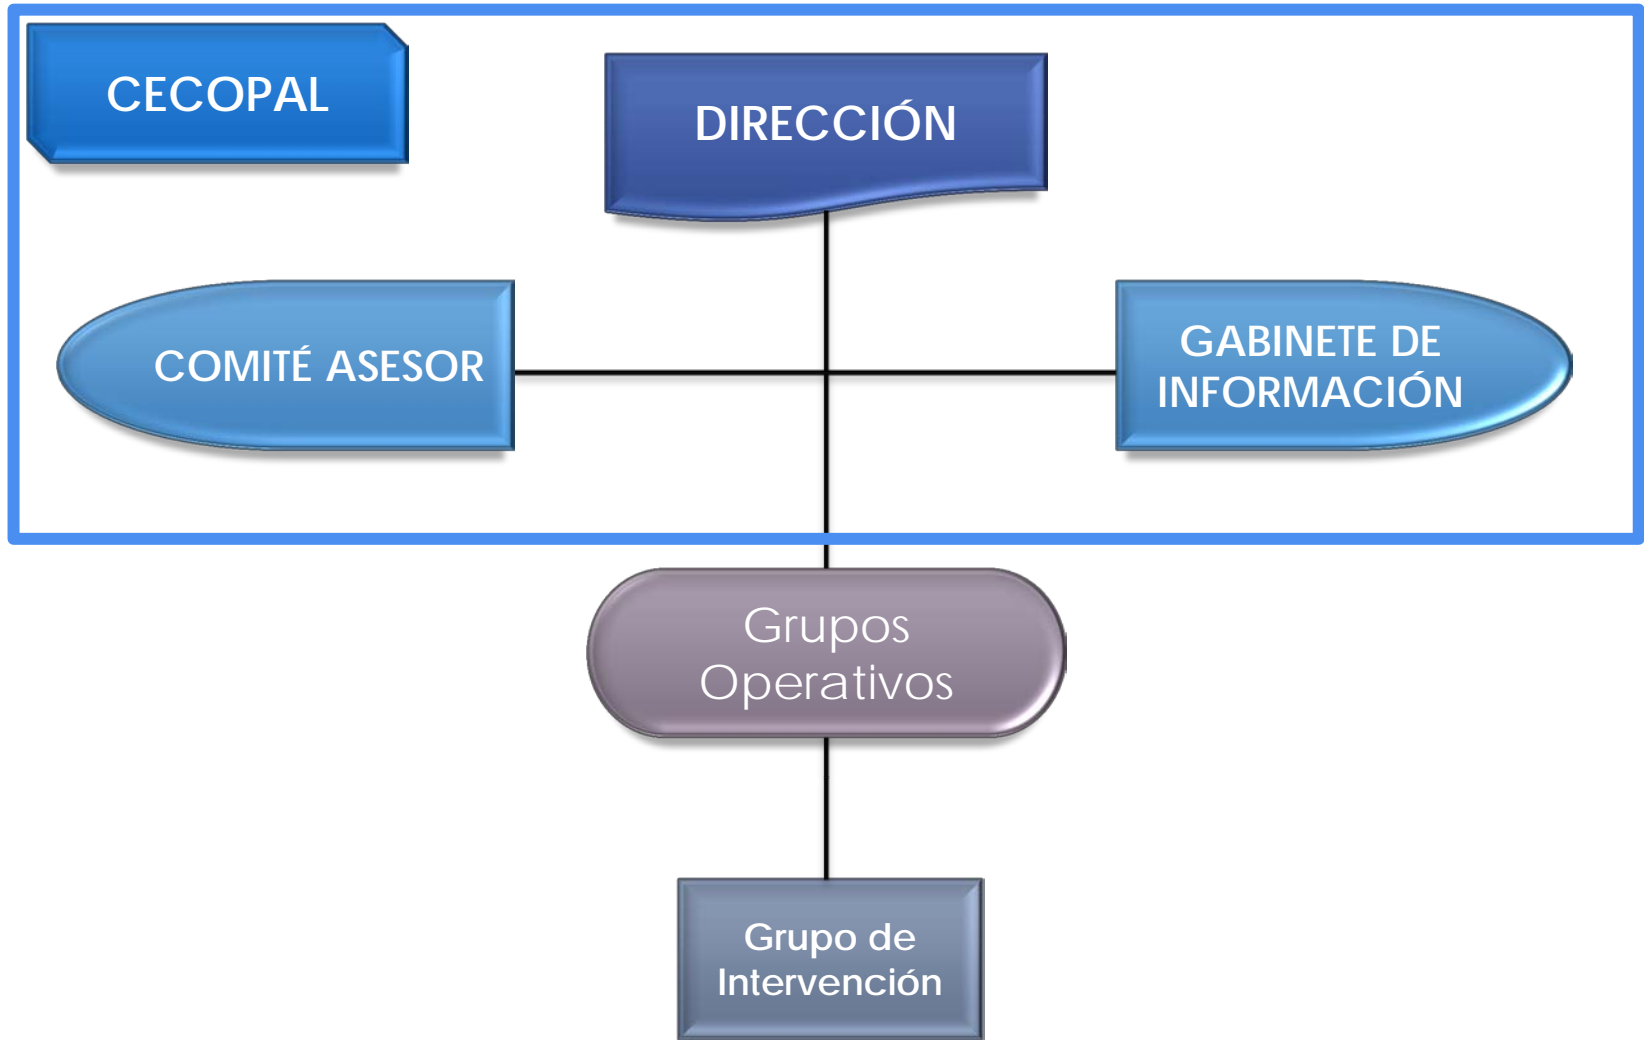 CECOPAL
DIRECCIÓN
COMITÉ ASESOR
GABINETE DE
INFORMACIÓN
Grupos
Operativos
Grupo de
Intervención